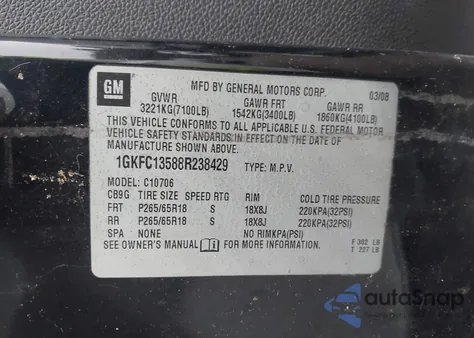 GM
MFD BY GENERAL MOTORS CORP. 03/08
GVWR GAWR FRT GAWR RR
3221KG(7100LB) 1542KG(3400LB) 1860KG(4100LB)
THIS VEHICLE CONFORMS TO ALL APPLICABLE U.S. FEDERAL MOTOR
VEHICLE SAFETY STANDARDS IN EFFECT ON THE DATE OF
MANUFACTURE SHOWN ABOVE.
1GKFC13588R238429 TYPE: M.P.V.
MODEL: C10706
CB9G TIRE SIZE SPEED RTG RIM COLD TIRE PRESSURE
FRT P265/65R18 S 18X8J 220KPA(32PSI)
RR P265/65R18 S 18X8J 220KPA(32PSI)
SPA NONE NO RIMKPA(PSI)
SEE OWNER'S MANUAL FOR MORE INFORMATION.
F 302 LB
T 227 LB
autoSnap